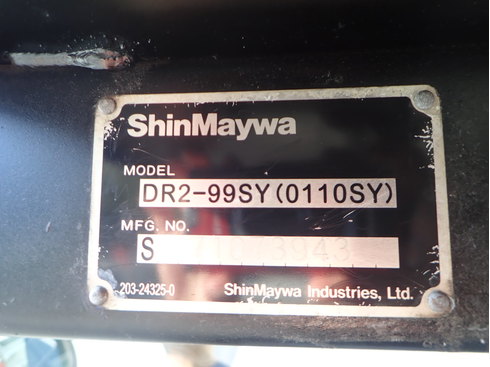 ShinMaywa
MODEL
DR2-99SY(0110SY)
MFG. NO.
S
203-24325-0 ShinMaywa Industries, Ltd.